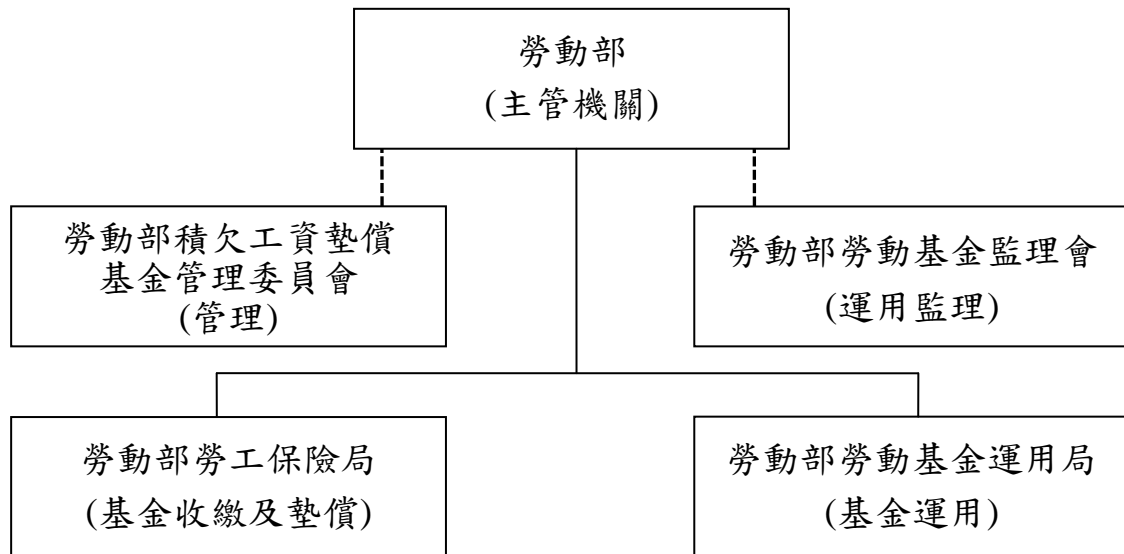 勞動部
(主管機關)
勞動部積欠工資墊償
基金管理委員會
(管理)
勞動部勞動基金監理會
(運用監理)
勞動部勞工保險局
(基金收繳及墊償)
勞動部勞動基金運用局
(基金運用)